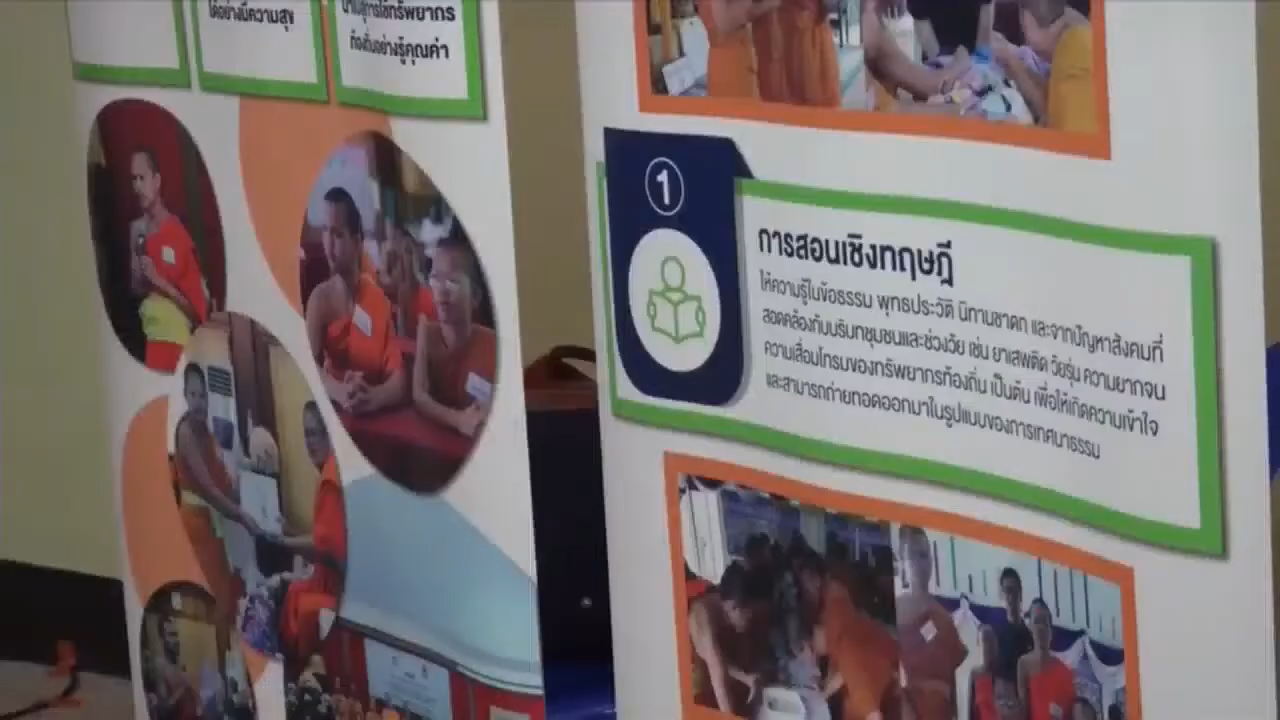 ได้อย่างมีความสุข
นำไปสู่การใช้ทรัพยากร
ท้องถิ่นอย่างรู้คุณค่า
1
การสอนเชิงทฤษฎี
ให้ความรู้ในข้อธรรม พุทธประวัติ นิทานชาดก และจากปัญหาสังคมที่
สอดคล้องกับบริบทชุมชนและช่วงวัย เช่น ยาเสพติด วัยรุ่น ความยากจน
ความเสื่อมโทรมของทรัพยากรท้องถิ่น เป็นต้น เพื่อให้เกิดความเข้าใจ
และสามารถถ่ายทอดออกมาในรูปแบบของการเทศนาธรรม